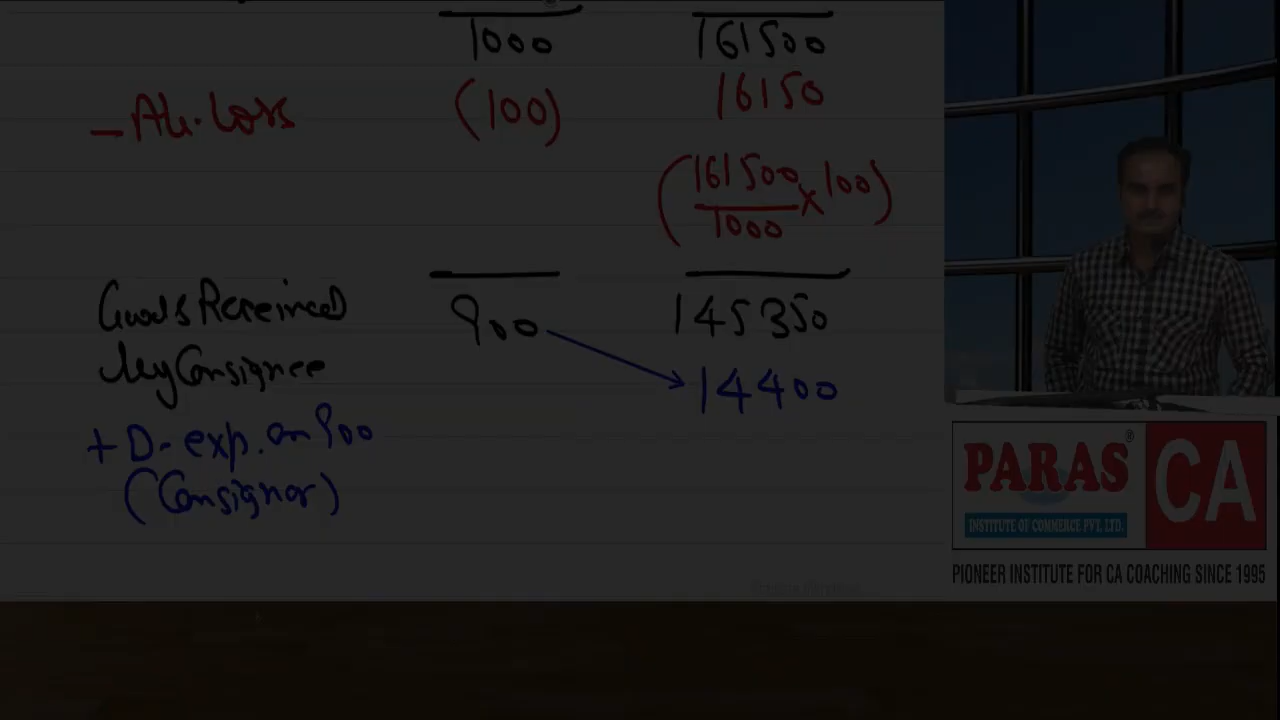 1000 161500
- Ab. Loss (100) 16150
(161500/1000 × 100)
Goods Received 900 145350
by Consignee 14400
+ D. exp. on 900
(Consignor)
PARAS®
INSTITUTE OF COMMERCE PVT. LTD.
CA
PIONEER INSTITUTE FOR CA COACHING SINCE 1995